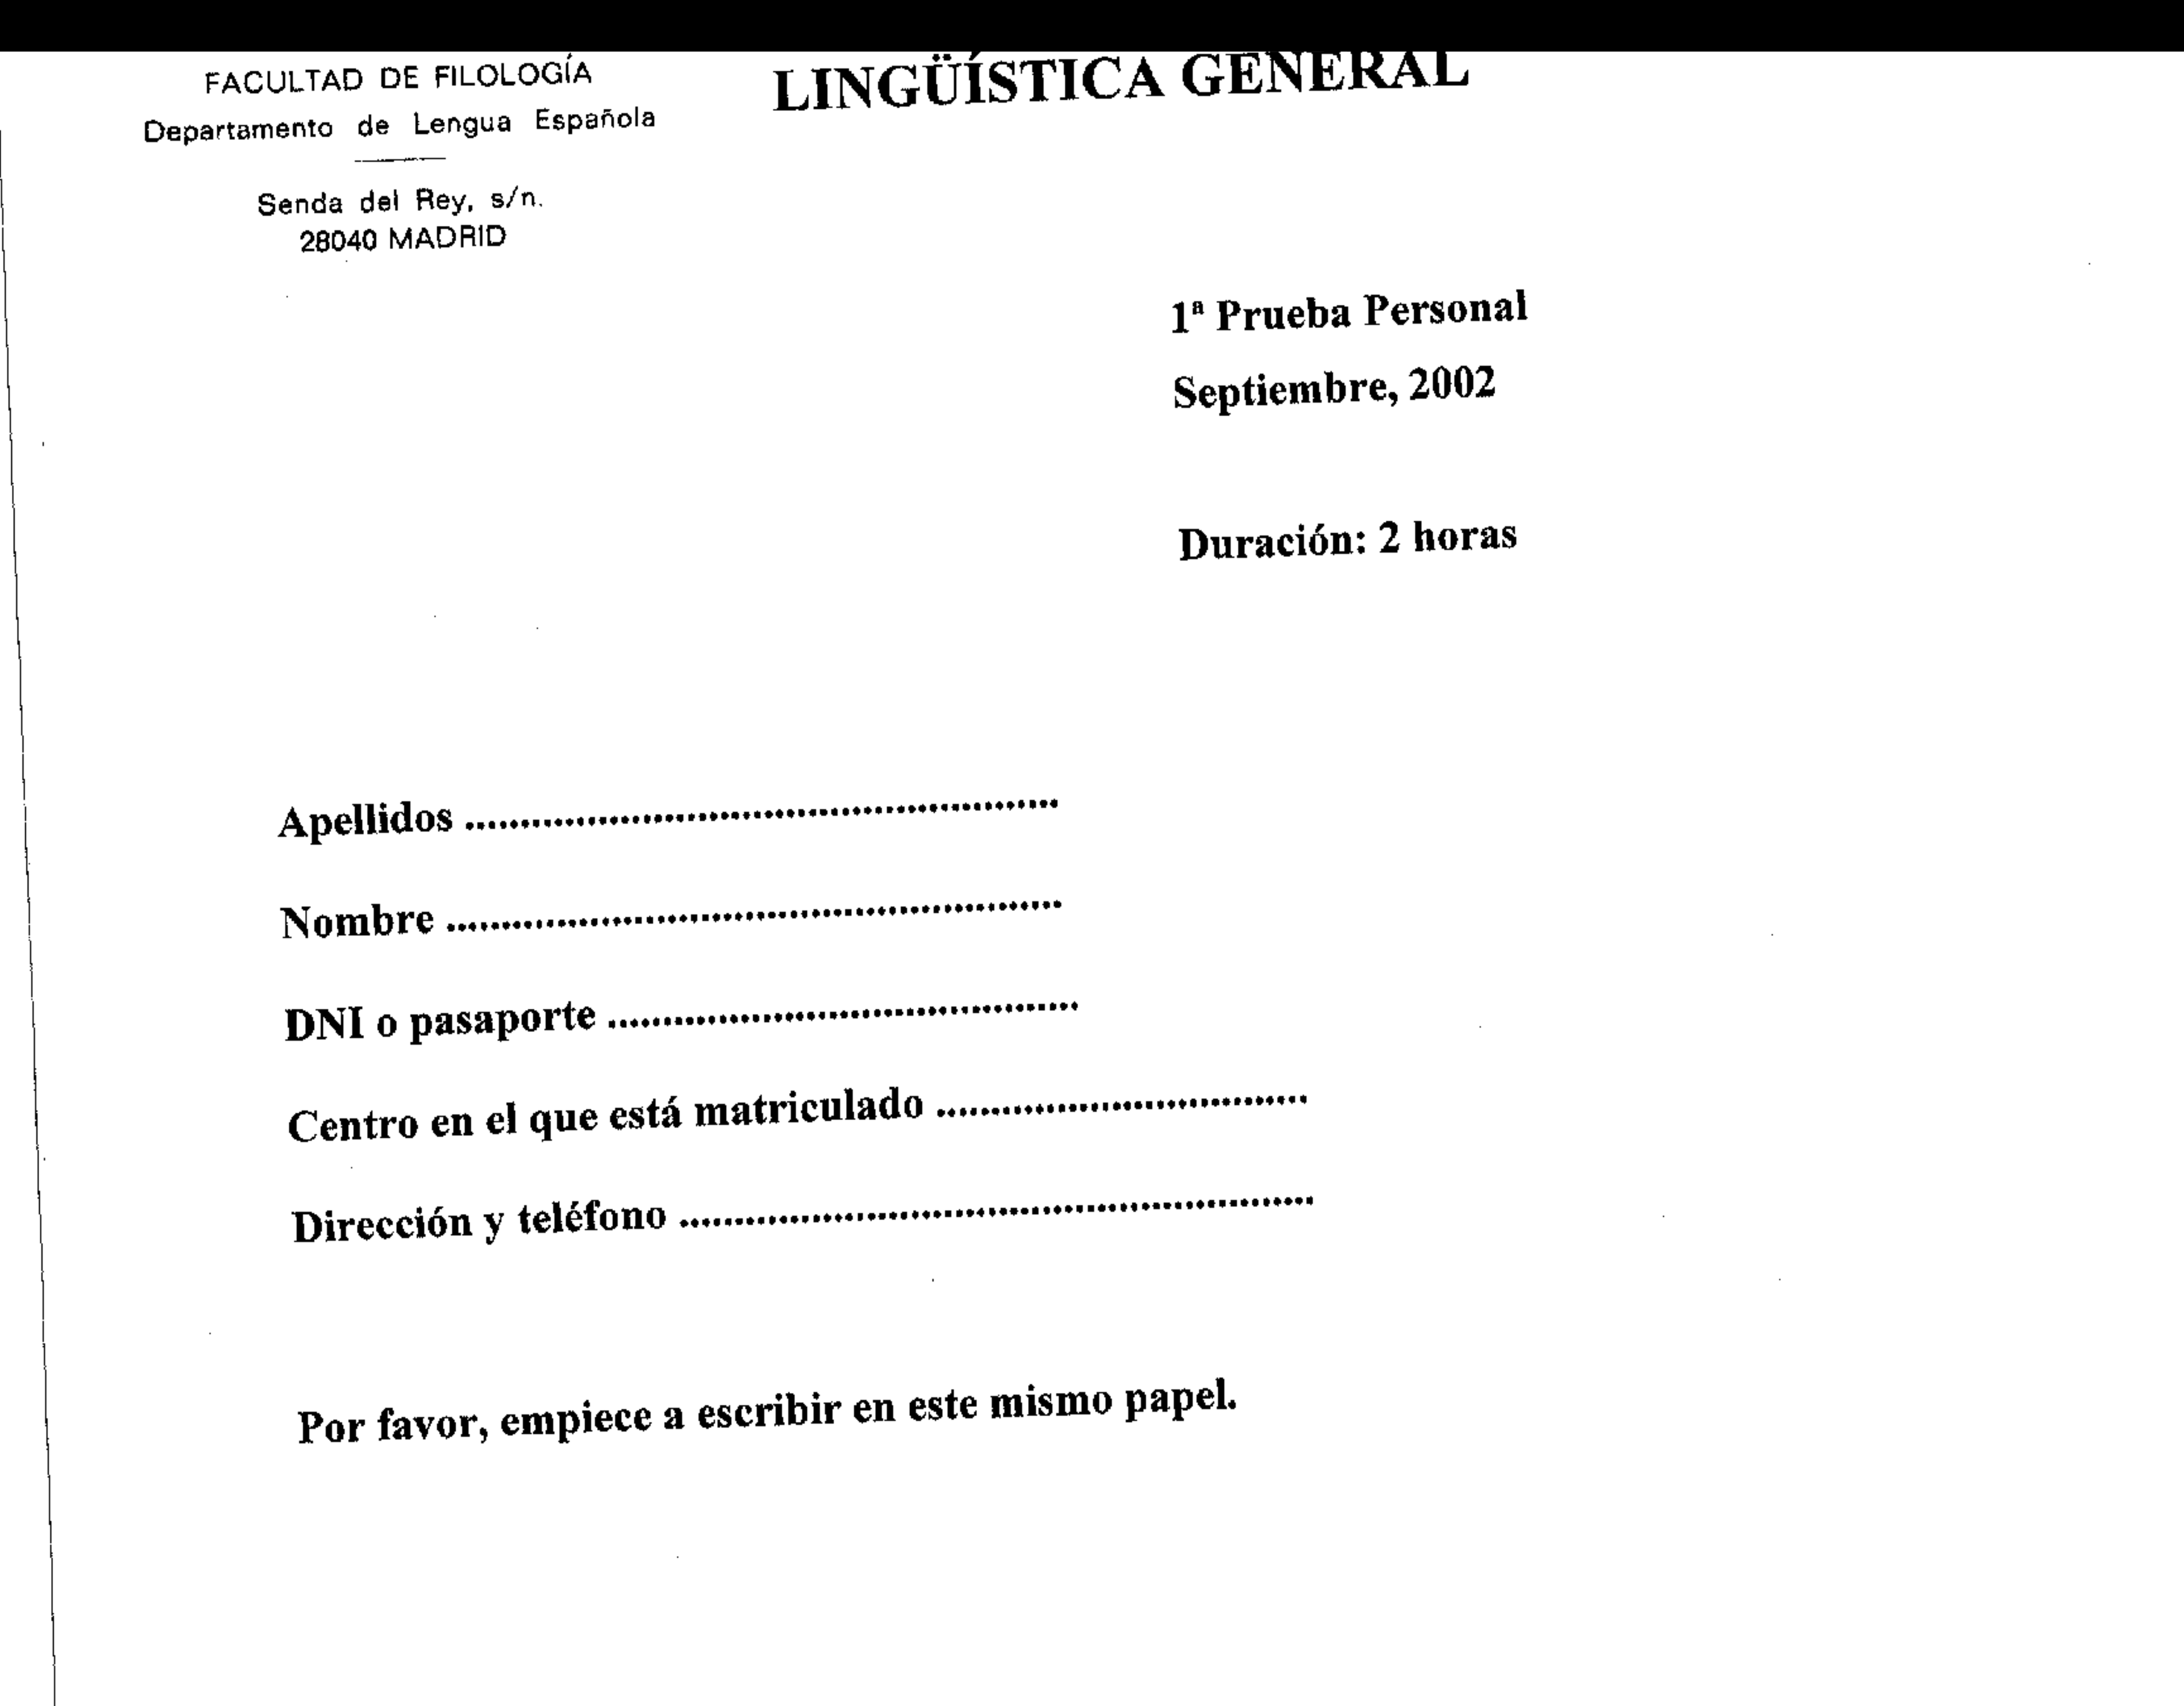 FACULTAD DE FILOLOGÍA
Departamento de Lengua Española
Senda del Rey, s/n.
28040 MADRID
LINGÜÍSTICA GENERAL
1ª Prueba Personal
Septiembre, 2002
Duración: 2 horas
Apellidos ......................................................
Nombre ........................................................
DNI o pasaporte ...........................................
Centro en el que está matriculado ..................................
Dirección y teléfono ..........................................................
Por favor, empiece a escribir en este mismo papel.